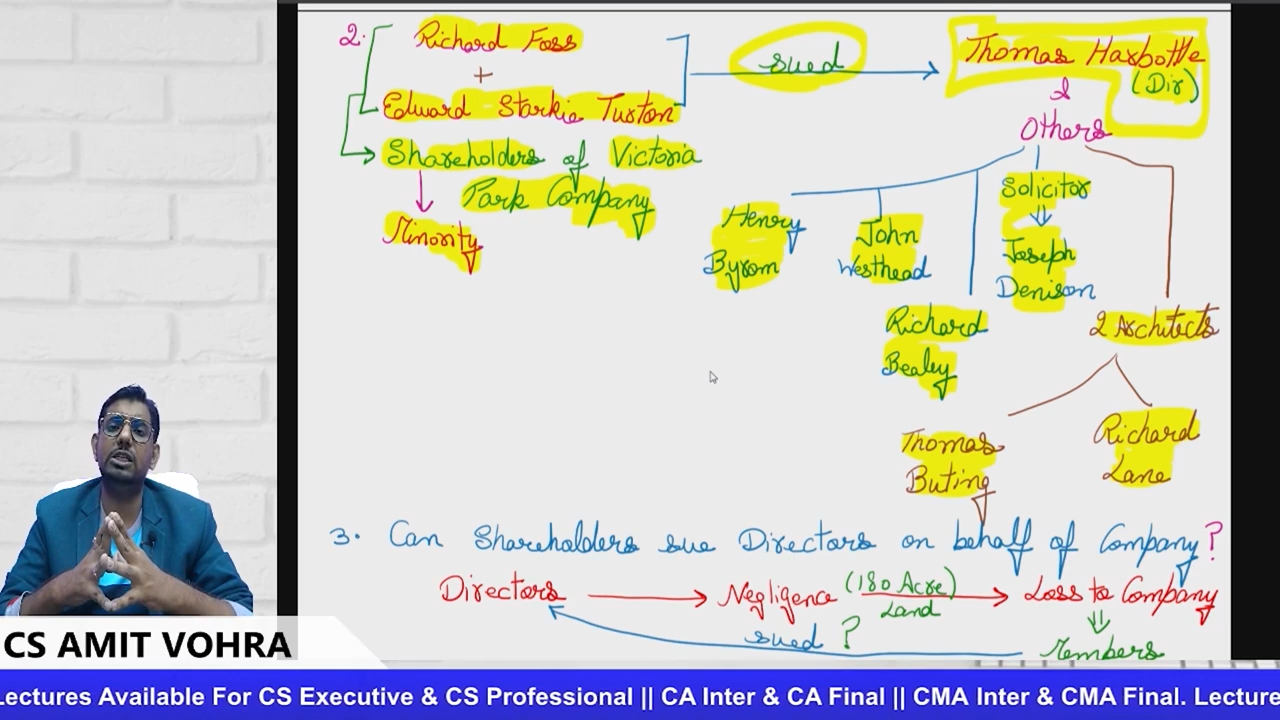 2. Richard Foss
+
Edward Starkie Turton
Shareholders of Victoria
Park Company
Minority
sued
Thomas Harbottle
(Dir)
&
Others
Henry
Byrom
John
Westhead
Richard
Bealey
Solicitor
Joseph
Denison
2 Architects
Thomas
Buting
Richard
Lane
3. Can Shareholders sue Directors on behalf of Company?
Directors Negligence (180 Acre) Land Loss to Company
sued ?
Members
CS AMIT VOHRA
Lectures Available For CS Executive & CS Professional || CA Inter & CA Final || CMA Inter & CMA Final. Lecture